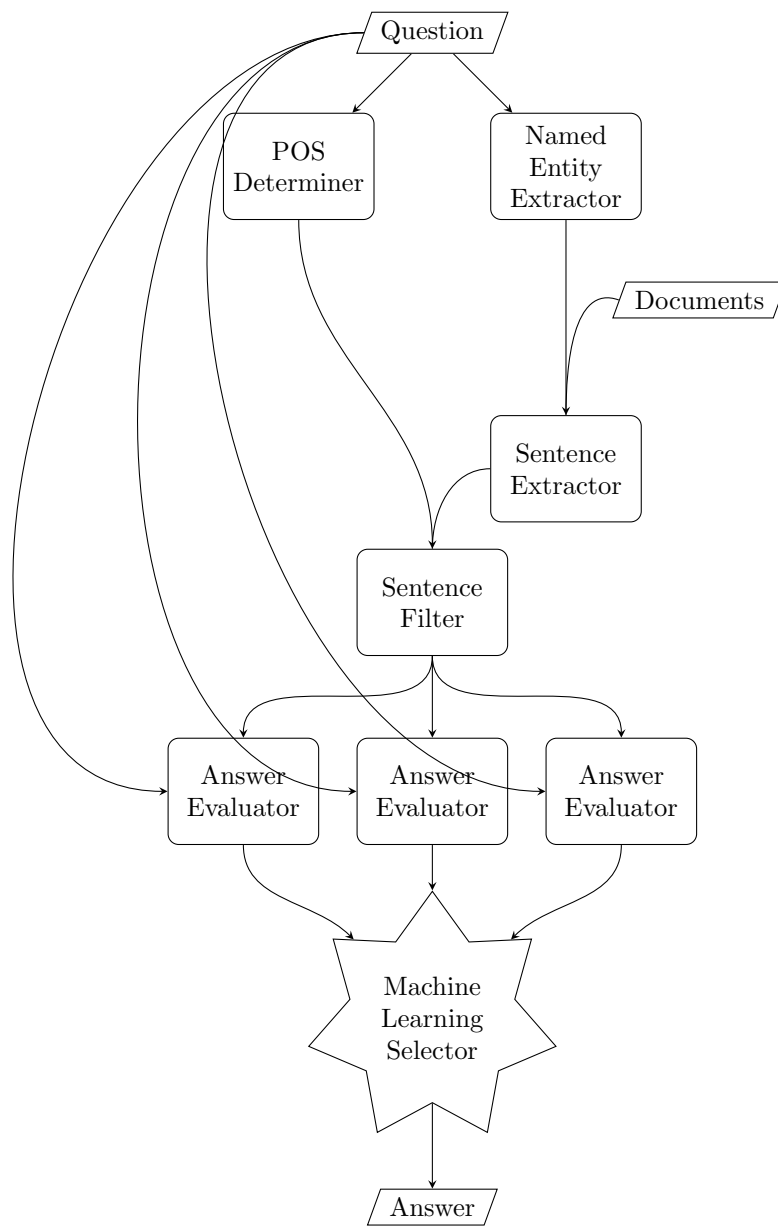 Question
POS
Determiner
Named
Entity
Extractor
Documents
Sentence
Extractor
Sentence
Filter
Answer
Evaluator
Answer
Evaluator
Answer
Evaluator
Machine
Learning
Selector
Answer